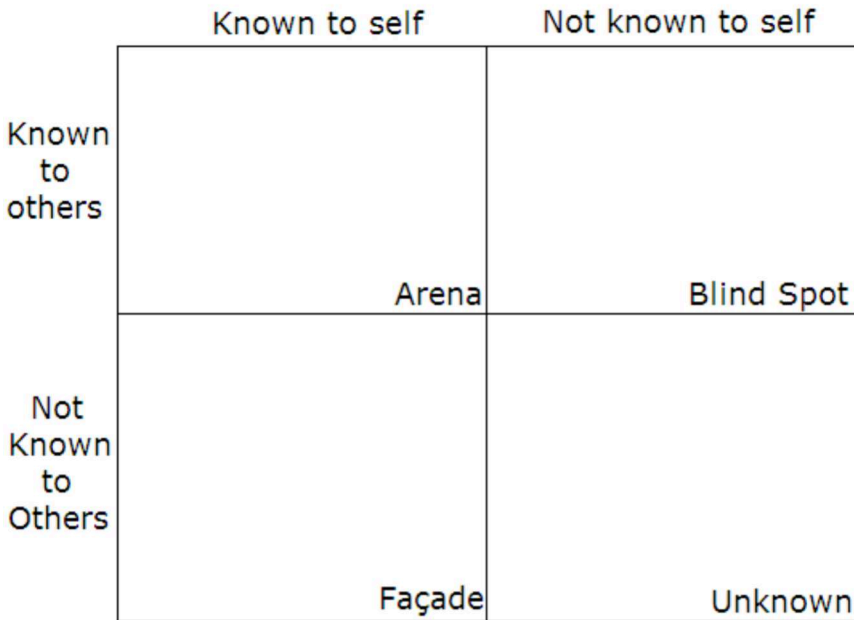 Known to self
Not known to self
Known
to
others
Arena
Blind Spot
Not
Known
to
Others
Façade
Unknown